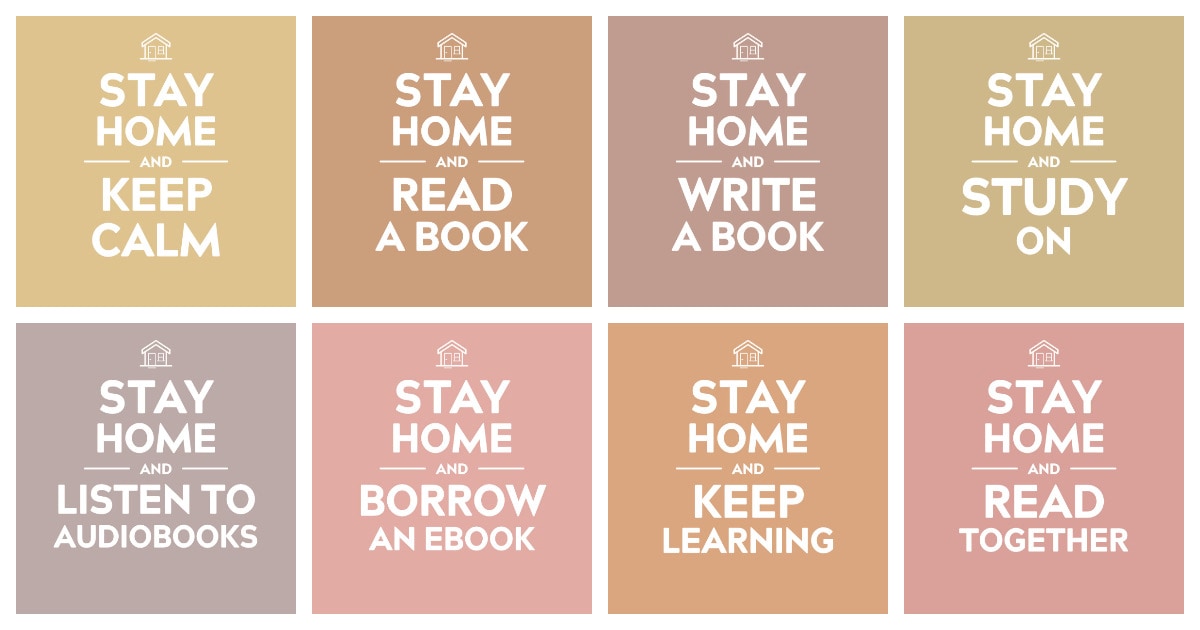 STAY
HOME
AND
KEEP
CALM
STAY
HOME
AND
READ
A BOOK
STAY
HOME
AND
WRITE
A BOOK
STAY
HOME
AND
STUDY
ON
STAY
HOME
AND
LISTEN TO
AUDIOBOOKS
STAY
HOME
AND
BORROW
AN EBOOK
STAY
HOME
AND
KEEP
LEARNING
STAY
HOME
AND
READ
TOGETHER